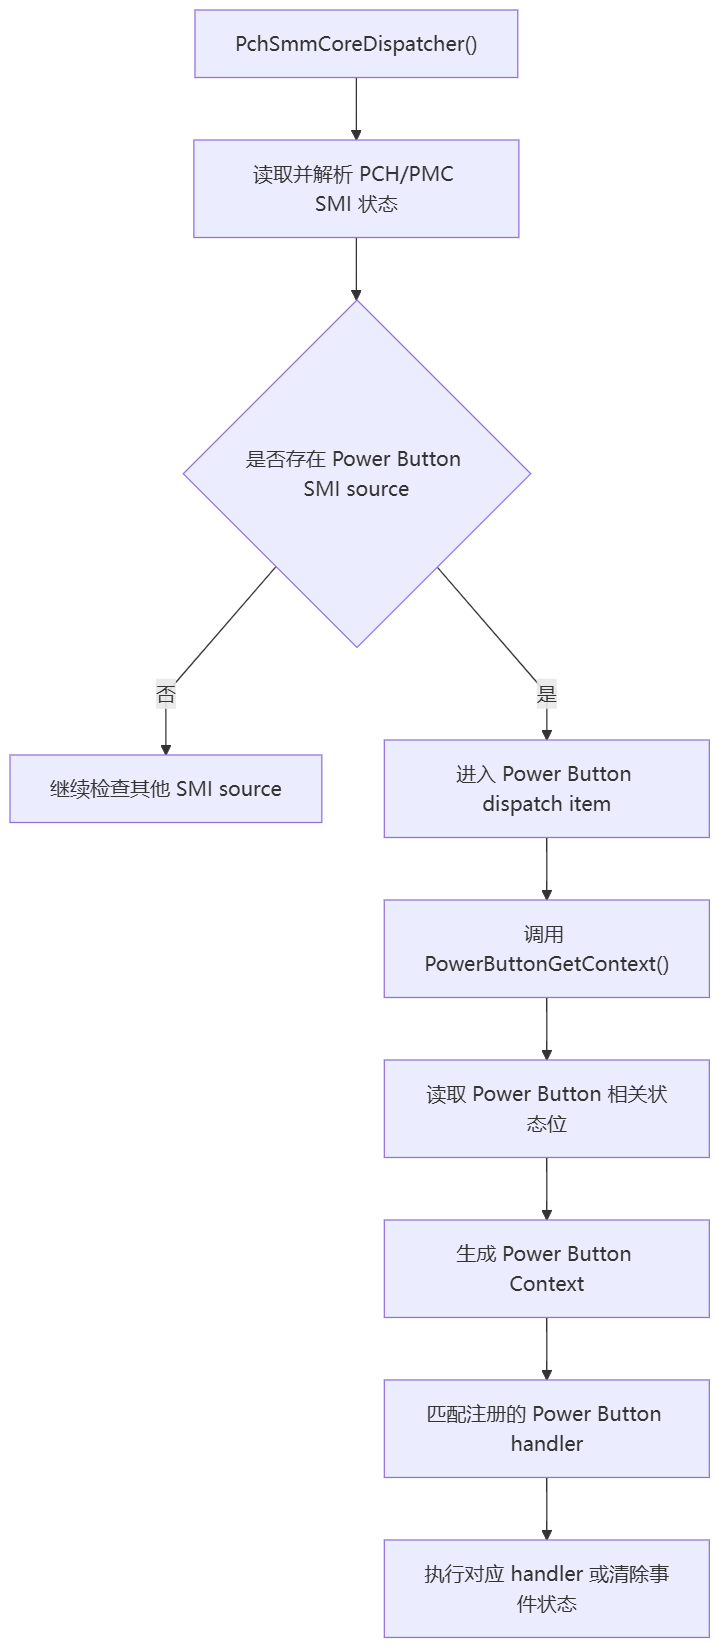 PchSmmCoreDispatcher()
读取并解析 PCH/PMC
SMI 状态
是否存在 Power Button
SMI source
否
是
继续检查其他 SMI source
进入 Power Button
dispatch item
调用
PowerButtonGetContext()
读取 Power Button 相关状
态位
生成 Power Button
Context
匹配注册的 Power Button
handler
执行对应 handler 或清除事
件状态